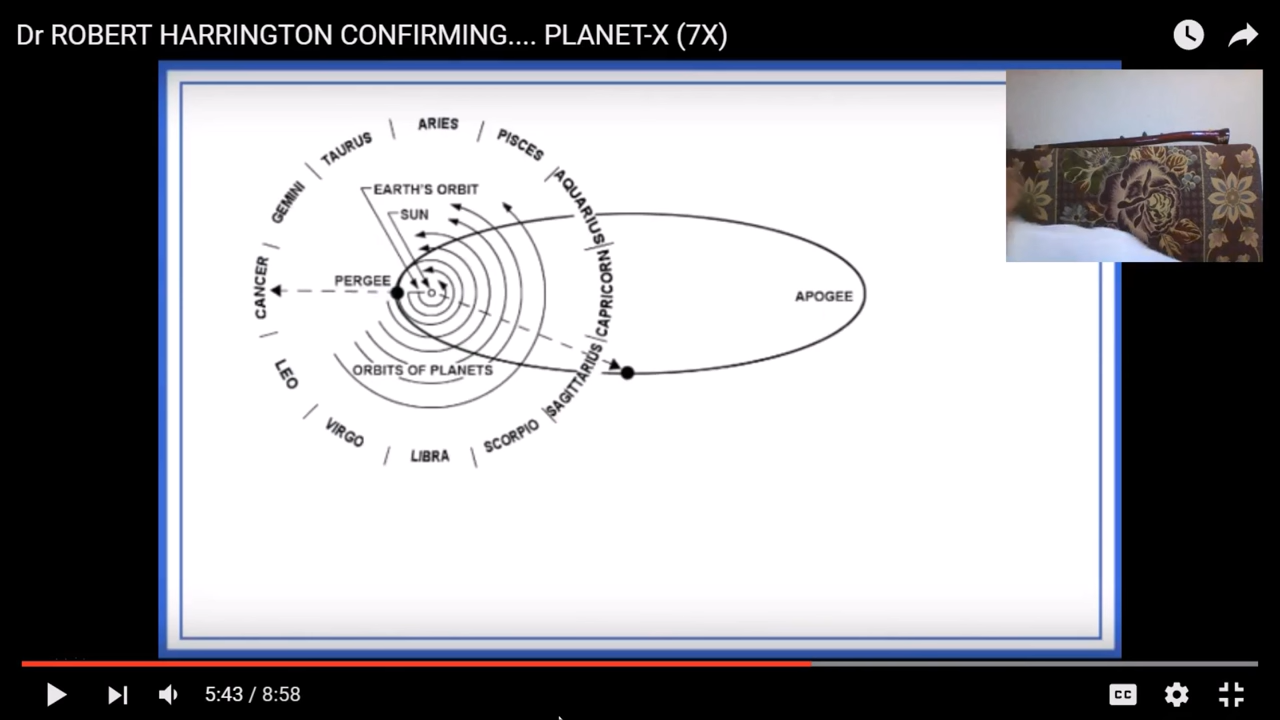 Dr ROBERT HARRINGTON CONFIRMING.... PLANET-X (7X)
ARIES
TAURUS
PISCES
GEMINI
EARTH'S ORBIT
AQUARIUS
SUN
CANCER
PERGEE
CAPRICORN
APOGEE
LEO
ORBITS OF PLANETS
SAGITTARIUS
VIRGO
LIBRA
SCORPIO
5:43 / 8:58
CC